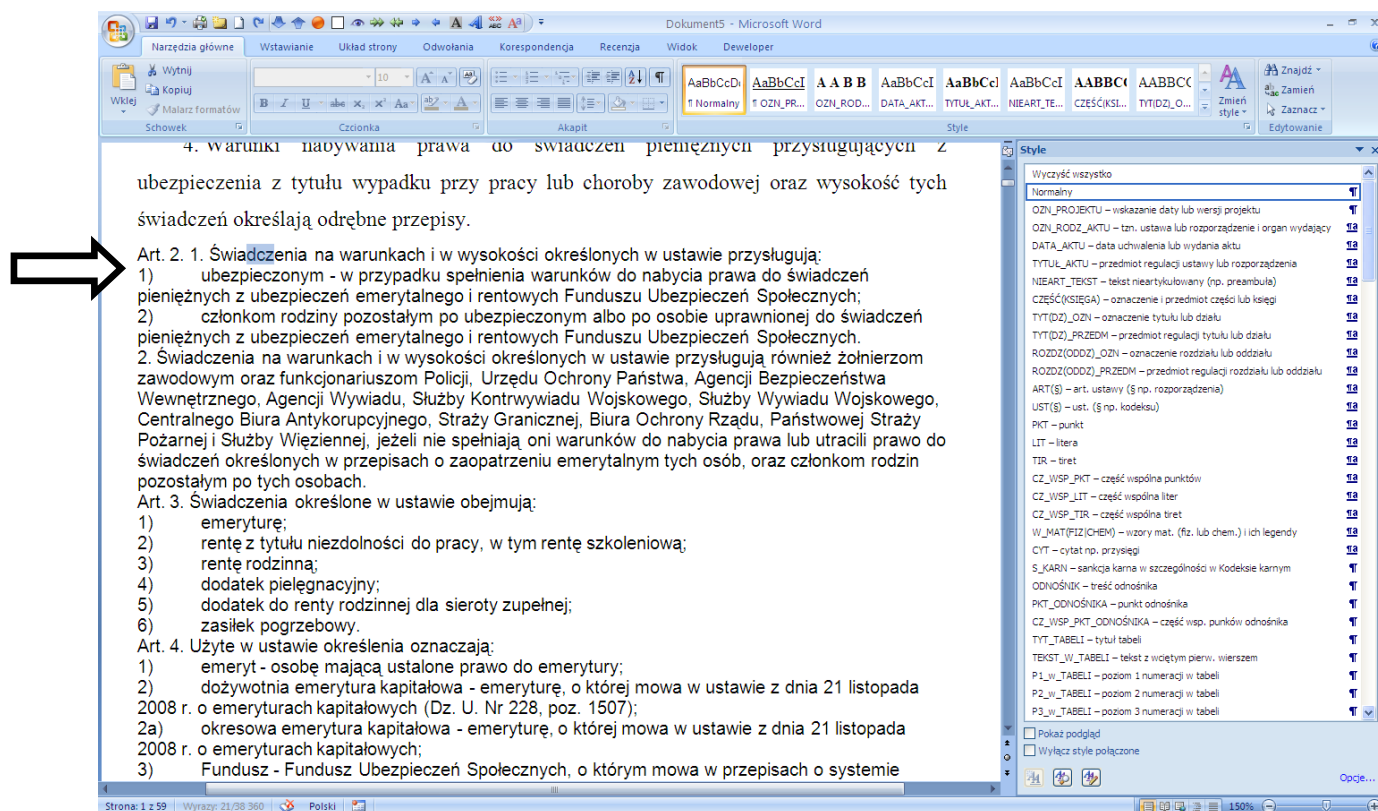 Dokument5 - Microsoft Word
Narzędzia główne Wstawianie Układ strony Odwołania Korespondencja Recenzja Widok Deweloper
Wklej
Wytnij
Kopiuj
Malarz formatów
Schowek
10
Czcionka
Akapit
AaBbCcDı AaBbCcI A A B B AaBbCcI AaBbCcl AaBbCcI AABBC( AABBCC
¶ Normalny ¶ OZN_PR... OZN_ROD... DATA_AKT... TYTUŁ_AKT... NIEART_TE... CZĘŚĆ(KSI... TYT(DZ)_O...
Zmień style
Style
Znajdź
Zamień
Zaznacz
Edytowanie
4. Warunki nabywania prawa do świadczeń pieniężnych przysługujących z
ubezpieczenia z tytułu wypadku przy pracy lub choroby zawodowej oraz wysokość tych
świadczeń określają odrębne przepisy.
Art. 2. 1. Świadczenia na warunkach i w wysokości określonych w ustawie przysługują:
1) ubezpieczonym - w przypadku spełnienia warunków do nabycia prawa do świadczeń
pieniężnych z ubezpieczeń emerytalnego i rentowych Funduszu Ubezpieczeń Społecznych;
2) członkom rodziny pozostałym po ubezpieczonym albo po osobie uprawnionej do świadczeń
pieniężnych z ubezpieczeń emerytalnego i rentowych Funduszu Ubezpieczeń Społecznych.
2. Świadczenia na warunkach i w wysokości określonych w ustawie przysługują również żołnierzom
zawodowym oraz funkcjonariuszom Policji, Urzędu Ochrony Państwa, Agencji Bezpieczeństwa
Wewnętrznego, Agencji Wywiadu, Służby Kontrwywiadu Wojskowego, Służby Wywiadu Wojskowego,
Centralnego Biura Antykorupcyjnego, Straży Granicznej, Biura Ochrony Rządu, Państwowej Straży
Pożarnej i Służby Więziennej, jeżeli nie spełniają oni warunków do nabycia prawa lub utracili prawo do
świadczeń określonych w przepisach o zaopatrzeniu emerytalnym tych osób, oraz członkom rodzin
pozostałym po tych osobach.
Art. 3. Świadczenia określone w ustawie obejmują:
1) emeryturę;
2) rentę z tytułu niezdolności do pracy, w tym rentę szkoleniową;
3) rentę rodzinną;
4) dodatek pielęgnacyjny;
5) dodatek do renty rodzinnej dla sieroty zupełnej;
6) zasiłek pogrzebowy.
Art. 4. Użyte w ustawie określenia oznaczają:
1) emeryt - osobę mającą ustalone prawo do emerytury;
2) dożywotnia emerytura kapitałowa - emeryturę, o której mowa w ustawie z dnia 21 listopada
2008 r. o emeryturach kapitałowych (Dz. U. Nr 228, poz. 1507);
2a) okresowa emerytura kapitałowa - emeryturę, o której mowa w ustawie z dnia 21 listopada
2008 r. o emeryturach kapitałowych;
3) Fundusz - Fundusz Ubezpieczeń Społecznych, o którym mowa w przepisach o systemie
Style
Wyczyść wszystko
Normalny
OZN_PROJEKTU – wskazanie daty lub wersji projektu
OZN_RODZ_AKTU – tzn. ustawa lub rozporządzenie i organ wydający
DATA_AKTU – data uchwalenia lub wydania aktu
TYTUŁ_AKTU – przedmiot regulacji ustawy lub rozporządzenia
NIEART_TEKST – tekst nieartykułowany (np. preambuła)
CZĘŚĆ(KSIĘGA) – oznaczenie i przedmiot części lub księgi
TYT(DZ)_OZN – oznaczenie tytułu lub działu
TYT(DZ)_PRZEDM – przedmiot regulacji tytułu lub działu
ROZDZ(ODDZ)_OZN – oznaczenie rozdziału lub oddziału
ROZDZ(ODDZ)_PRZEDM – przedmiot regulacji rozdziału lub oddziału
ART(§) – art. ustawy (§ np. rozporządzenia)
UST(§) – ust. (§ np. kodeksu)
PKT – punkt
LIT – litera
TIR – tiret
CZ_WSP_PKT – część wspólna punktów
CZ_WSP_LIT – część wspólna liter
CZ_WSP_TIR – część wspólna tiret
W_MAT(FIZ|CHEM) – wzory mat. (fiz. lub chem.) i ich legendy
CYT – cytat np. przysięgi
S_KARN – sankcja karna w szczególności w Kodeksie karnym
ODNOŚNIK – treść odnośnika
PKT_ODNOŚNIKA – punkt odnośnika
CZ_WSP_PKT_ODNOŚNIKA – część wsp. punków odnośnika
TYT_TABELI – tytuł tabeli
TEKST_W_TABELI – tekst z wciętym pierw. wierszem
P1_w_TABELI – poziom 1 numeracji w tabeli
P2_w_TABELI – poziom 2 numeracji w tabeli
P3_w_TABELI – poziom 3 numeracji w tabeli
Pokaż podgląd
Wyłącz style połączone
Opcje...
Strona: 1 z 59 Wyrazy: 21/38 360 Polski 150%